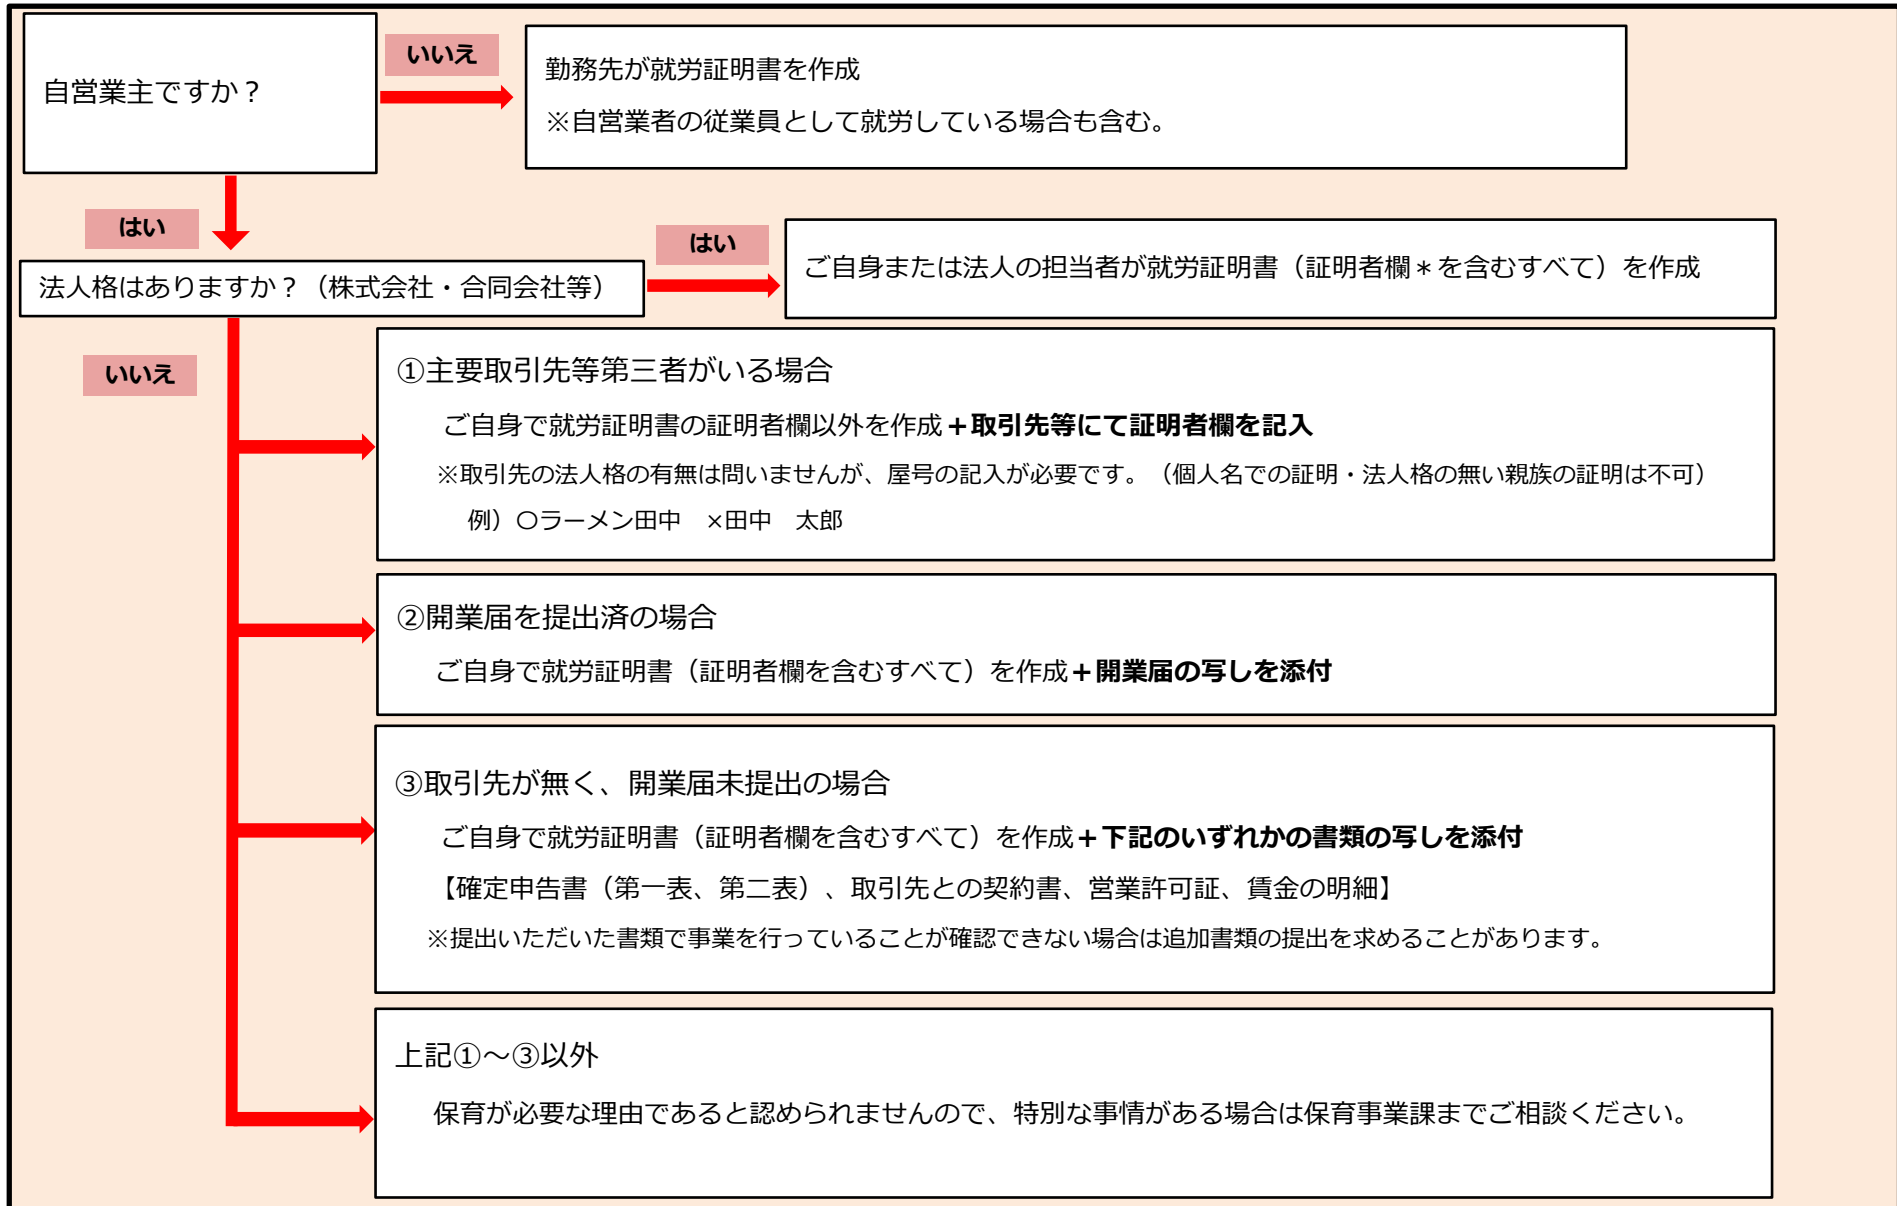 自営業主ですか？
いいえ
勤務先が就労証明書を作成
※自営業者の従業員として就労している場合も含む。
はい
法人格はありますか？（株式会社・合同会社等）
はい
ご自身または法人の担当者が就労証明書（証明者欄＊を含むすべて）を作成
いいえ
①主要取引先等第三者がいる場合
ご自身で就労証明書の証明者欄以外を作成＋取引先等にて証明者欄を記入
※取引先の法人格の有無は問いませんが、屋号の記入が必要です。（個人名での証明・法人格の無い親族の証明は不可）
例）〇ラーメン田中　×田中　太郎
②開業届を提出済の場合
ご自身で就労証明書（証明者欄を含むすべて）を作成＋開業届の写しを添付
③取引先が無く、開業届未提出の場合
ご自身で就労証明書（証明者欄を含むすべて）を作成＋下記のいずれかの書類の写しを添付
【確定申告書（第一表、第二表）、取引先との契約書、営業許可証、賃金の明細】
※提出いただいた書類で事業を行っていることが確認できない場合は追加書類の提出を求めることがあります。
上記①～③以外
保育が必要な理由であると認められませんので、特別な事情がある場合は保育事業課までご相談ください。